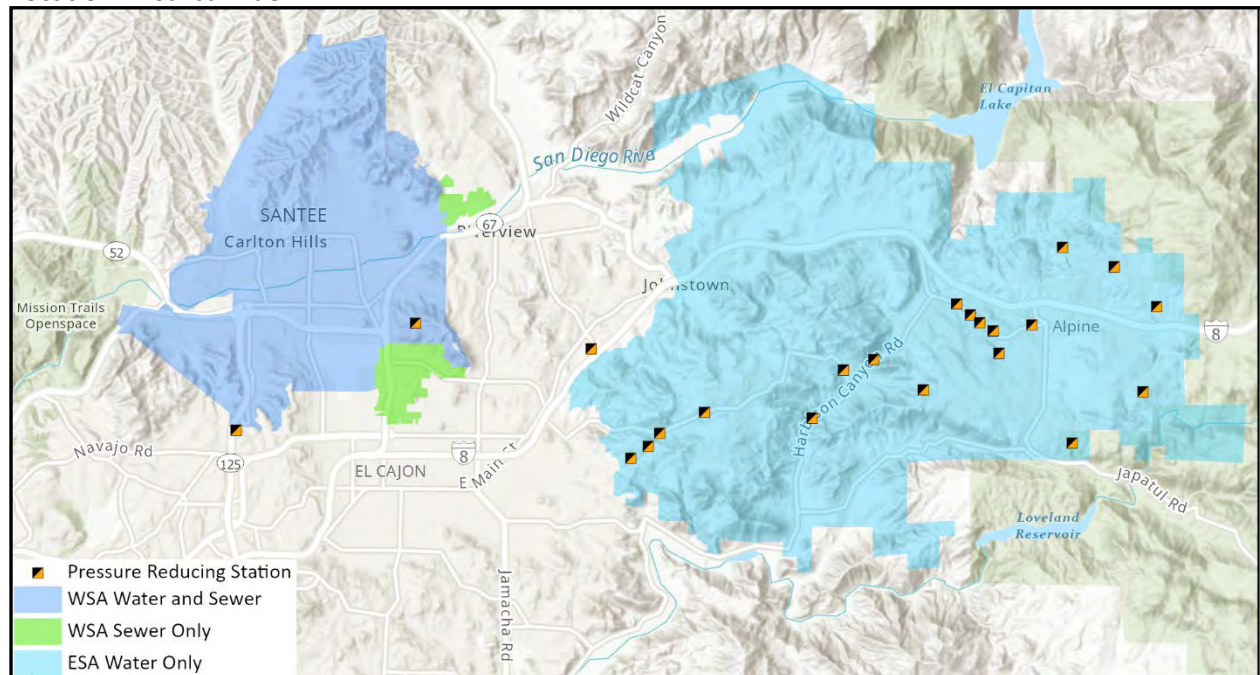 El Capitan
Lake
Wildcat Canyon
San Diego Rive
SANTEE
Carlton Hills
67
Riverview
52
Johnstown
Mission Trails
Openspace
Alpine
8
Harbison Canyon Rd
Navajo Rd
125
EL CAJON
8
E Main St
Japatul Rd
Loveland
Reservoir
Jamacha Rd
Pressure Reducing Station
WSA Water and Sewer
WSA Sewer Only
ESA Water Only